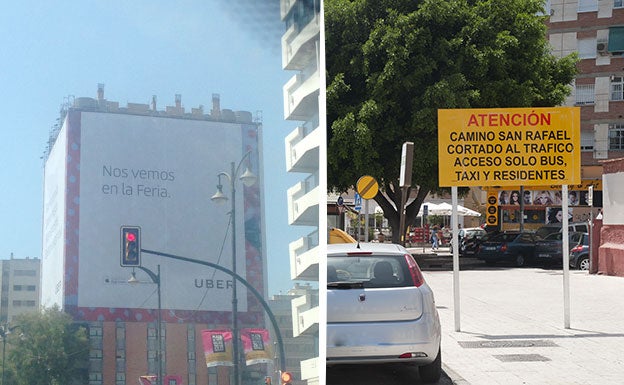 Nos vemos
en la Feria.
UBER
ATENCIÓN
CAMINO SAN RAFAEL
CORTADO AL TRAFICO
ACCESO SOLO BUS,
TAXI Y RESIDENTES